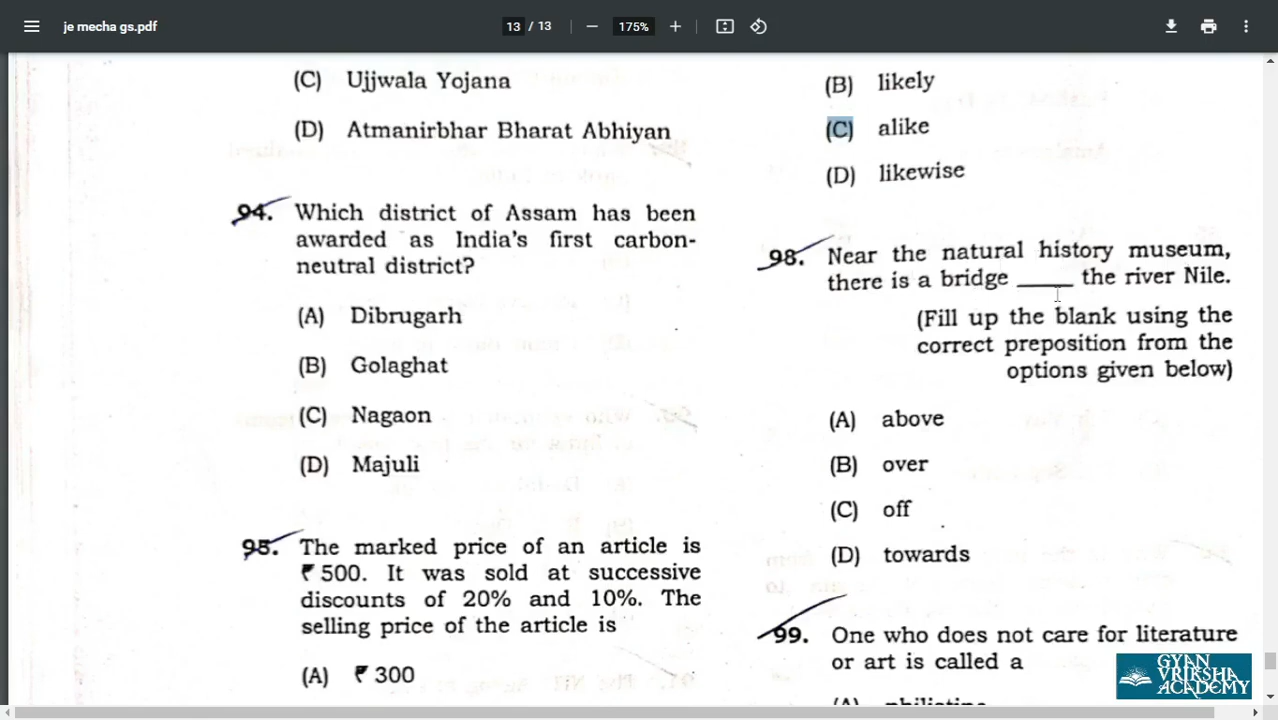 je mecha gs.pdf
13 / 13
175%
(C) Ujjwala Yojana
(D) Atmanirbhar Bharat Abhiyan
94. Which district of Assam has been
awarded as India's first carbon-
neutral district?
(A) Dibrugarh
(B) Golaghat
(C) Nagaon
(D) Majuli
95. The marked price of an article is
₹ 500. It was sold at successive
discounts of 20% and 10%. The
selling price of the article is
(A) ₹ 300
(B) likely
(C) alike
(D) likewise
98. Near the natural history museum,
there is a bridge _____ the river Nile.
(Fill up the blank using the
correct preposition from the
options given below)
(A) above
(B) over
(C) off
(D) towards
99. One who does not care for literature
or art is called a
(A) philistine
GYAN
VRIKSHA
ACADEMY